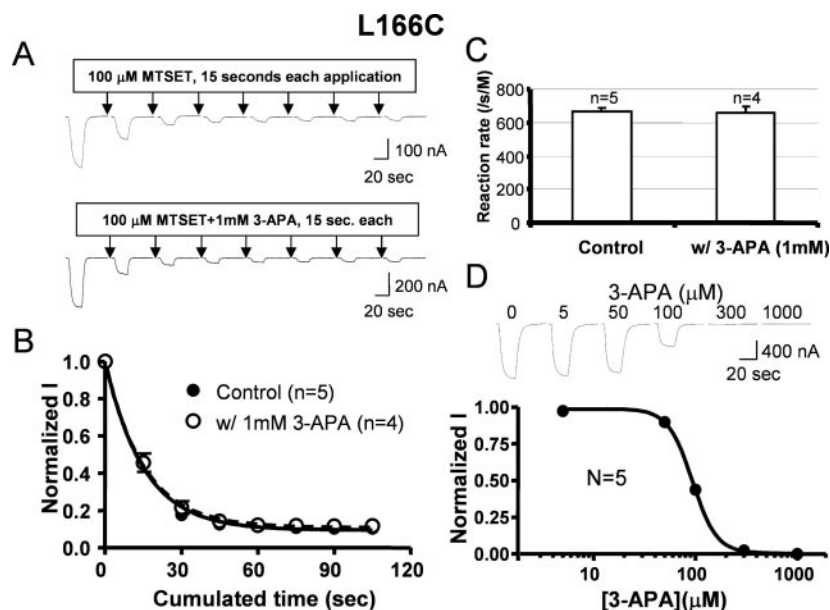 L166C
A
100 µM MTSET, 15 seconds each application
100 nA
20 sec
100 µM MTSET+1mM 3-APA, 15 sec. each
200 nA
20 sec
B
Normalized I
1.0
0.8
0.6
0.4
0.2
0.0
Control (n=5)
w/ 1mM 3-APA (n=4)
0 30 60 90 120
Cumulated time (sec)
C
Reaction rate (/s/M)
800
600
400
200
0
n=5 n=4
Control w/ 3-APA (1mM)
D
3-APA (µM)
0 5 50 100 300 1000
400 nA
20 sec
Normalized I
1.00
0.75
0.50
0.25
0.00
N=5
10 100 1000
[3-APA](µM)